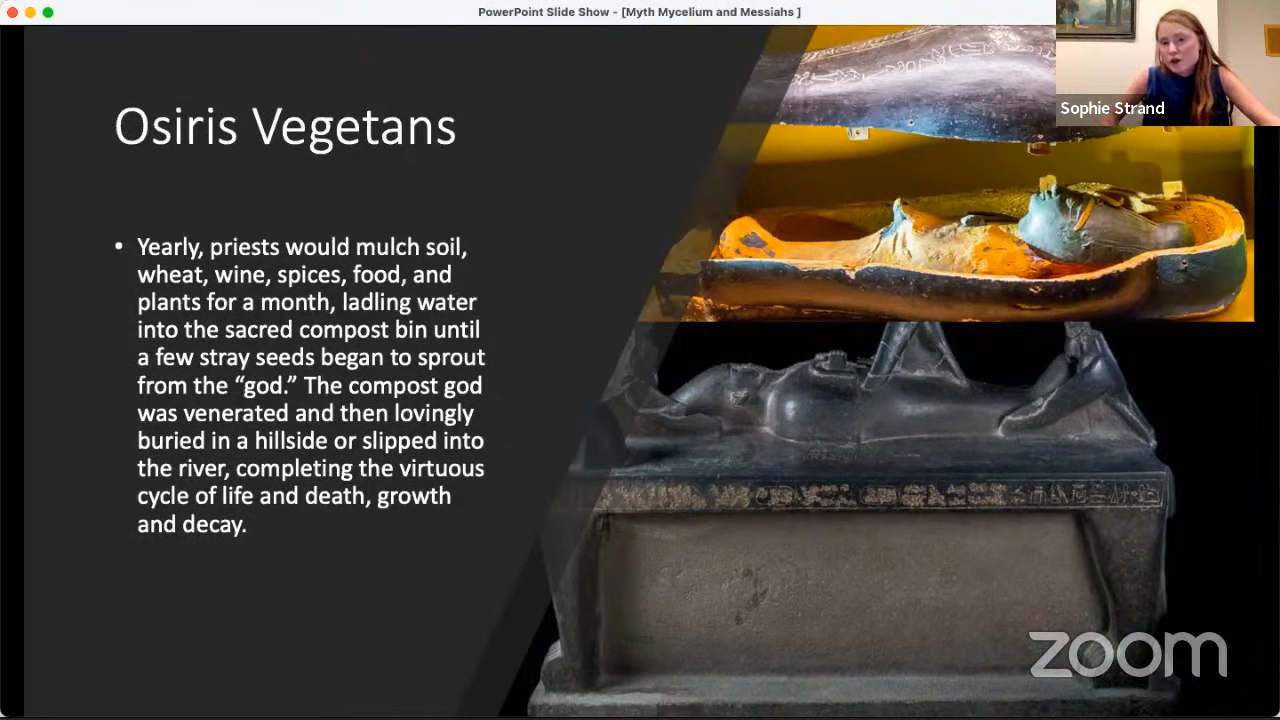 PowerPoint Slide Show - [Myth Mycelium and Messiahs ]
Sophie Strand
Osiris Vegetans
• Yearly, priests would mulch soil,
wheat, wine, spices, food, and
plants for a month, ladling water
into the sacred compost bin until
a few stray seeds began to sprout
from the “god.” The compost god
was venerated and then lovingly
buried in a hillside or slipped into
the river, completing the virtuous
cycle of life and death, growth
and decay.
zoom